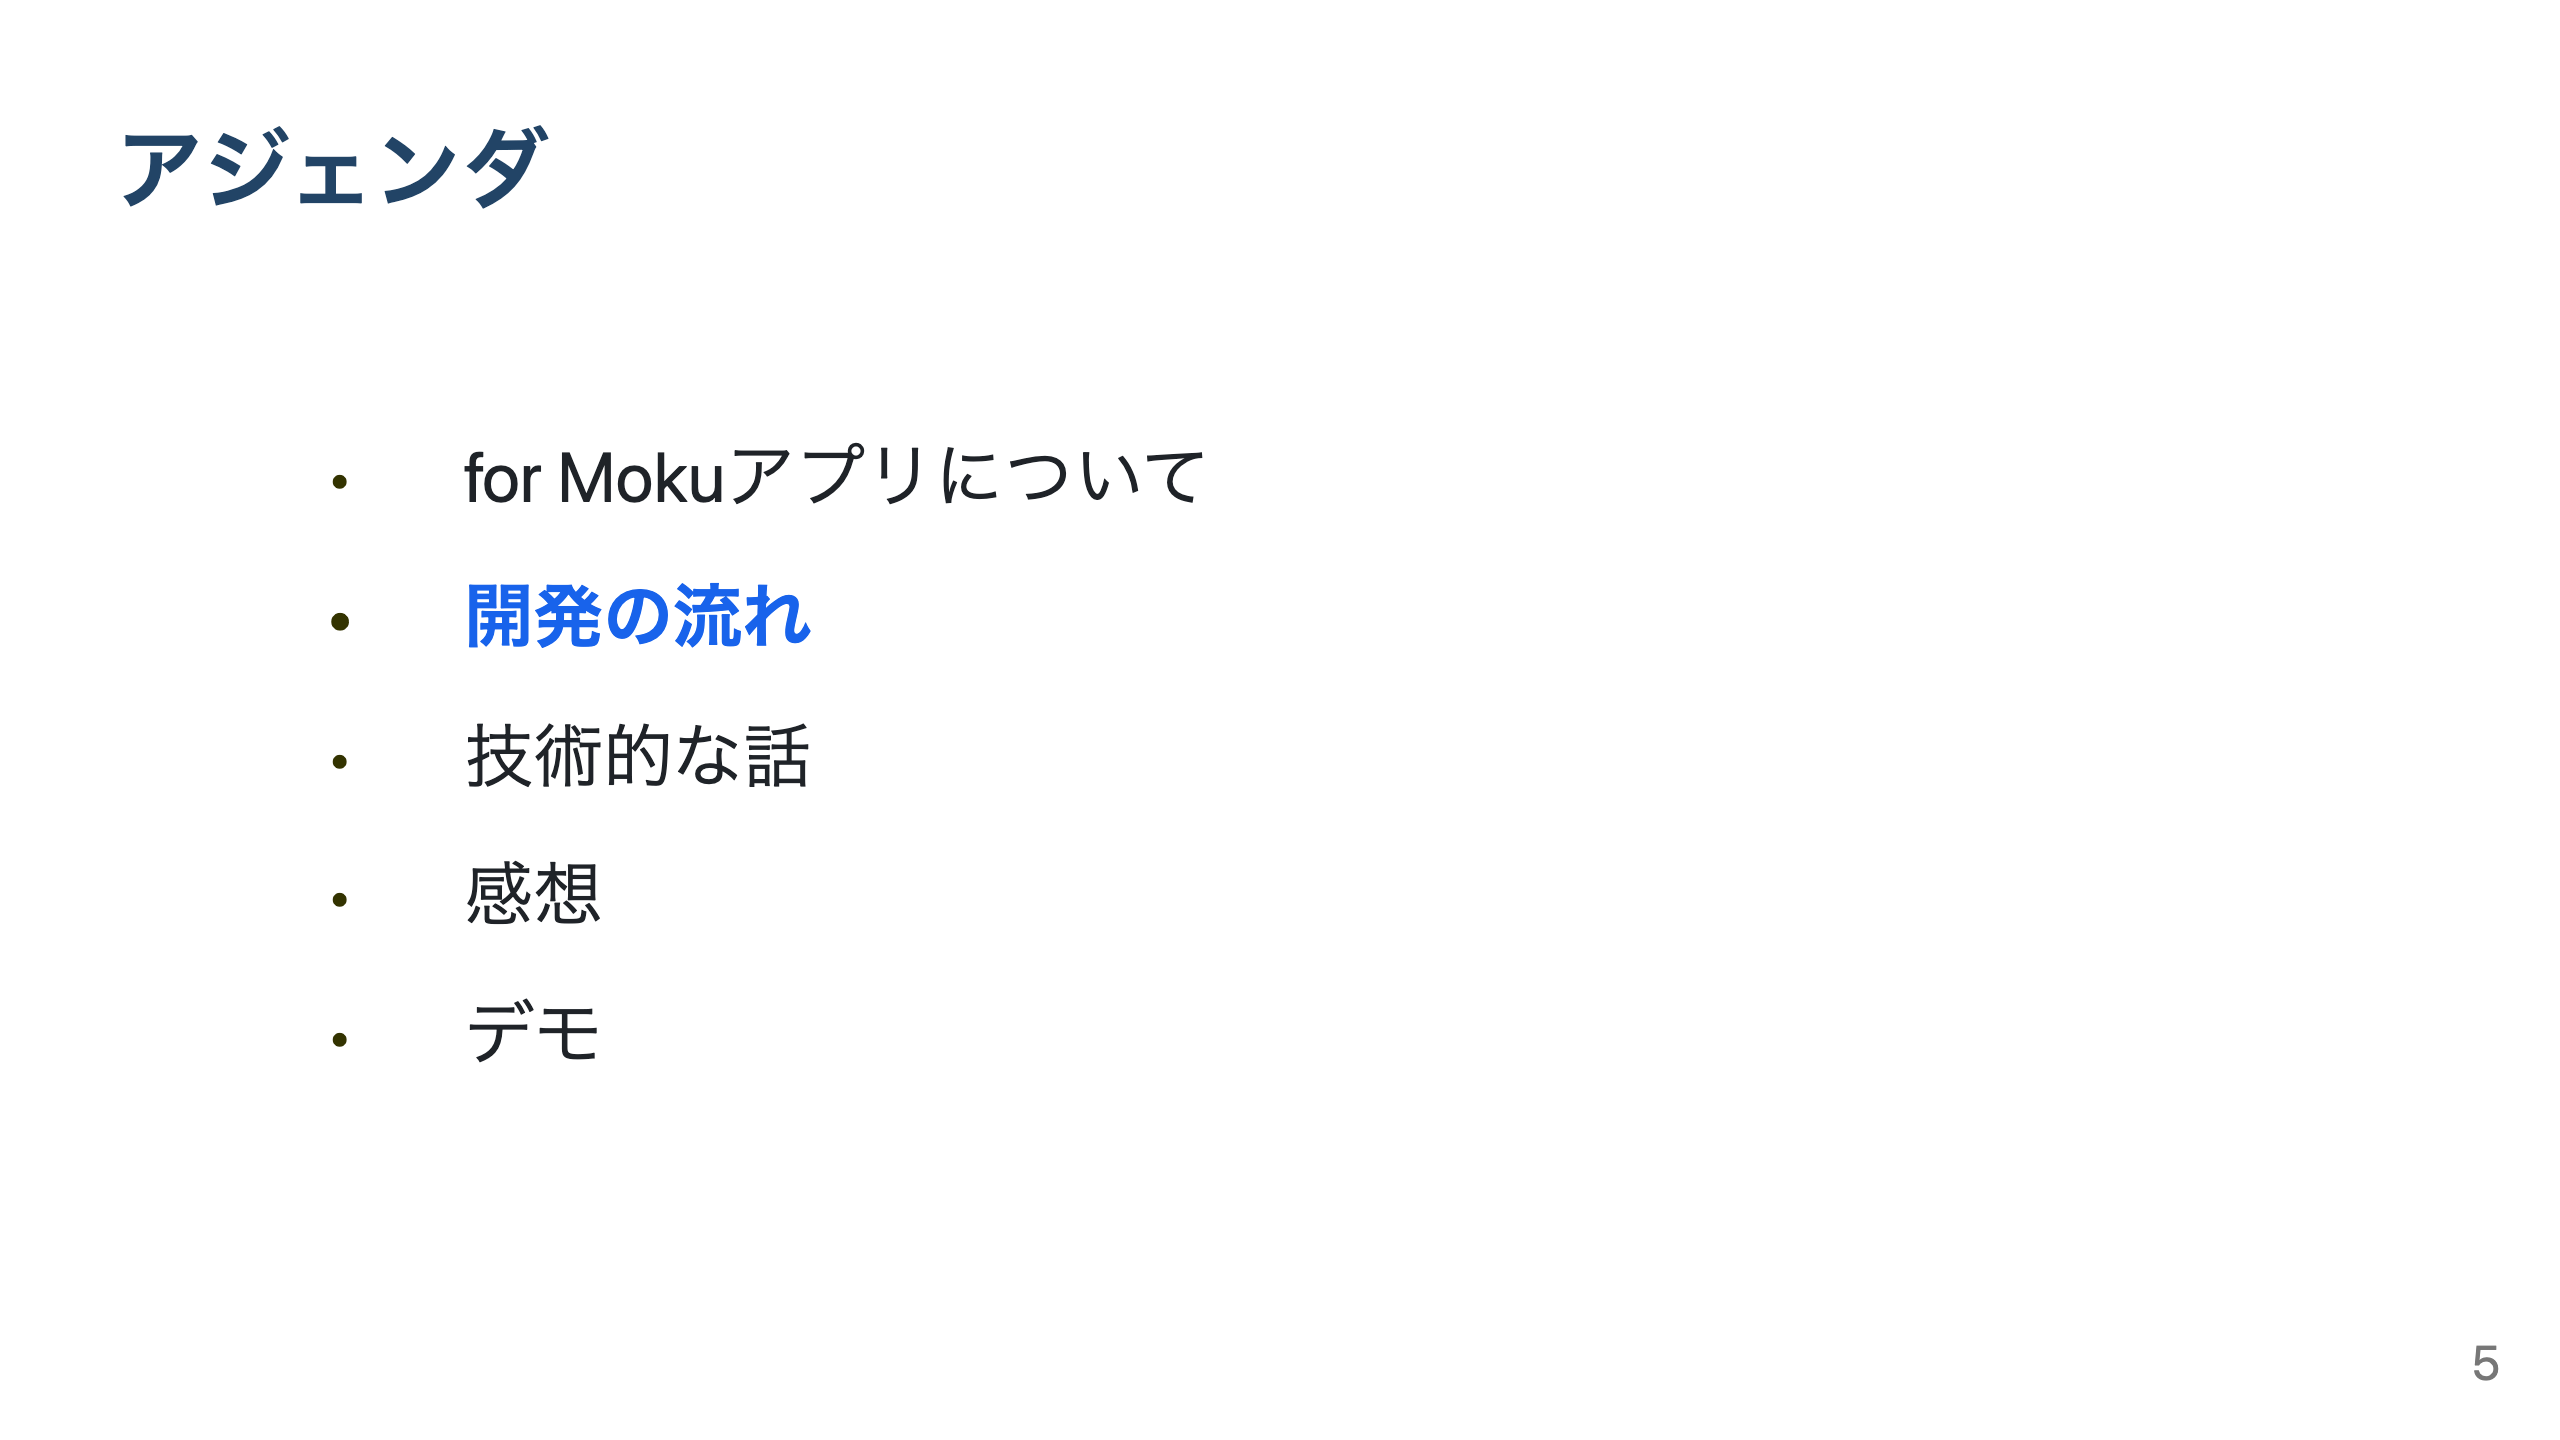 アジェンダ
• for Mokuアプリについて
• 開発の流れ
• 技術的な話
• 感想
• デモ
5